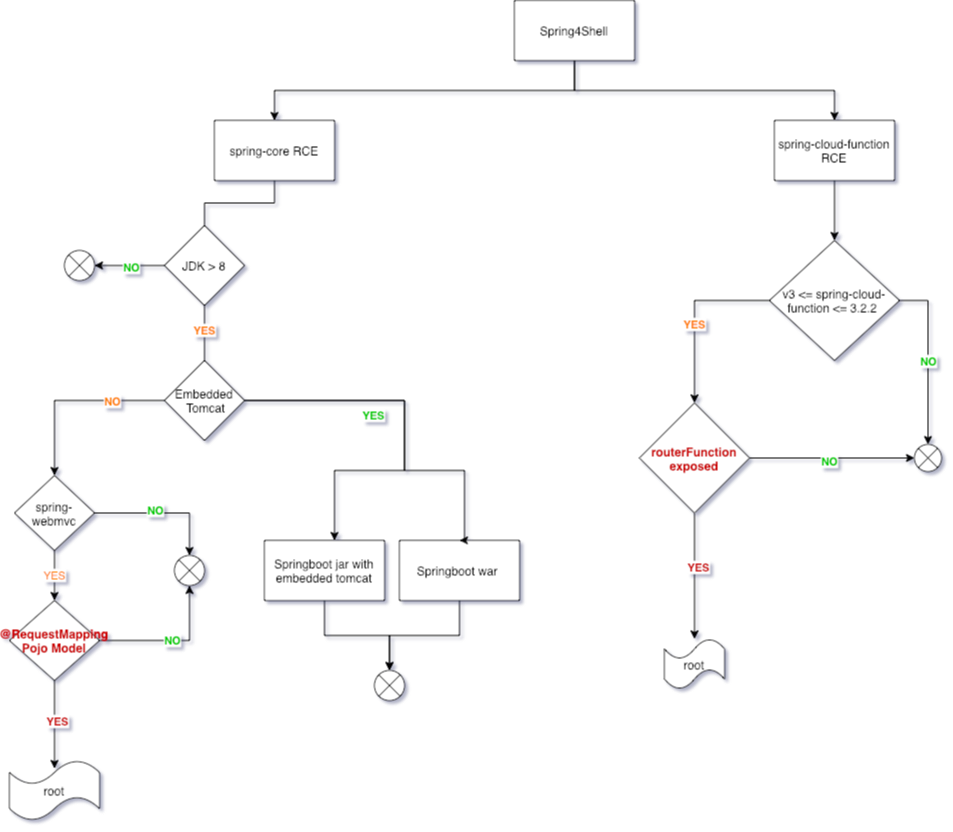 Spring4Shell
spring-core RCE
spring-cloud-function
RCE
JDK > 8
NO
YES
v3 <= spring-cloud-
function <= 3.2.2
YES
NO
Embedded
Tomcat
NO
YES
routerFunction
exposed
NO
YES
spring-
webmvc
NO
YES
Springboot jar with
embedded tomcat
Springboot war
@RequestMapping
Pojo Model
NO
YES
root
root